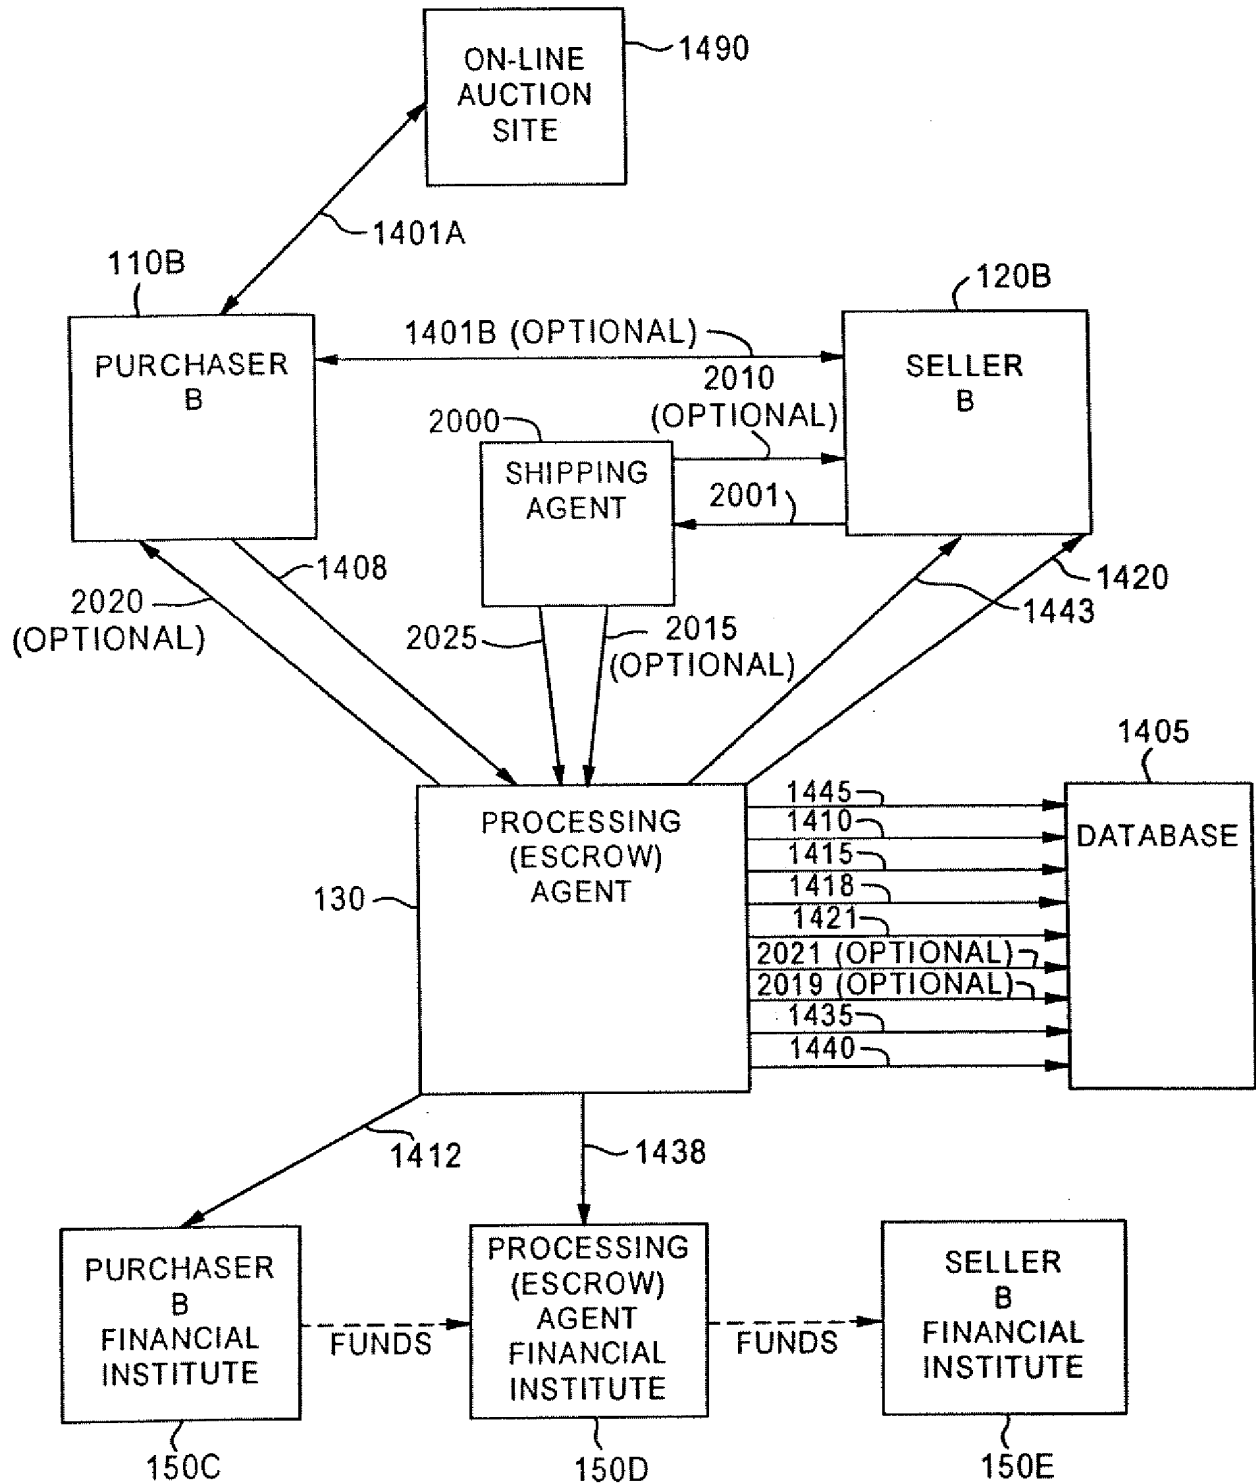 ON-LINE
AUCTION
SITE
1490
1401A
110B
120B
PURCHASER
B
1401B (OPTIONAL)
SELLER
B
2010
(OPTIONAL)
2000
SHIPPING
AGENT
2001
1408
2020
(OPTIONAL)
2025
2015
(OPTIONAL)
1420
1443
1405
PROCESSING
(ESCROW)
AGENT
130
1445
1410
1415
1418
1421
2021 (OPTIONAL)
2019 (OPTIONAL)
1435
1440
DATABASE
1412
1438
PURCHASER
B
FINANCIAL
INSTITUTE
FUNDS
PROCESSING
(ESCROW)
AGENT
FINANCIAL
INSTITUTE
FUNDS
SELLER
B
FINANCIAL
INSTITUTE
150C
150D
150E